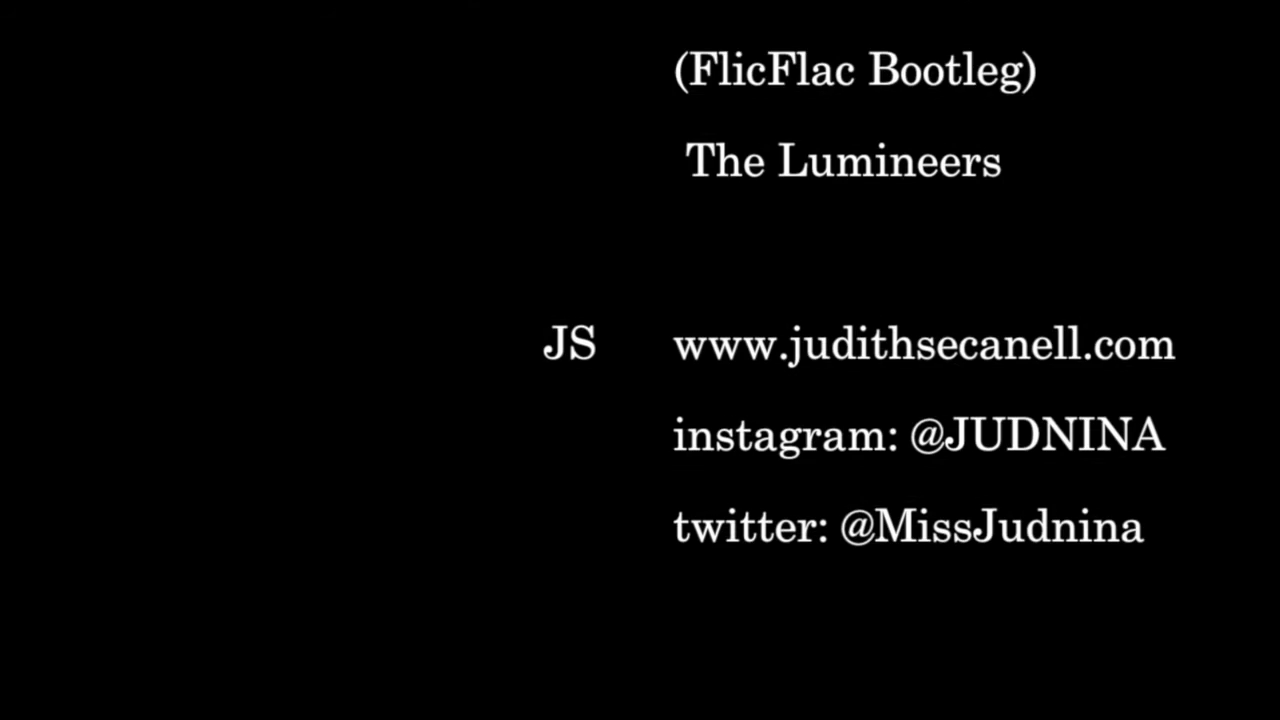 (FlicFlac Bootleg)
The Lumineers
JS www.judithsecanell.com
instagram: @JUDNINA
twitter: @MissJudnina